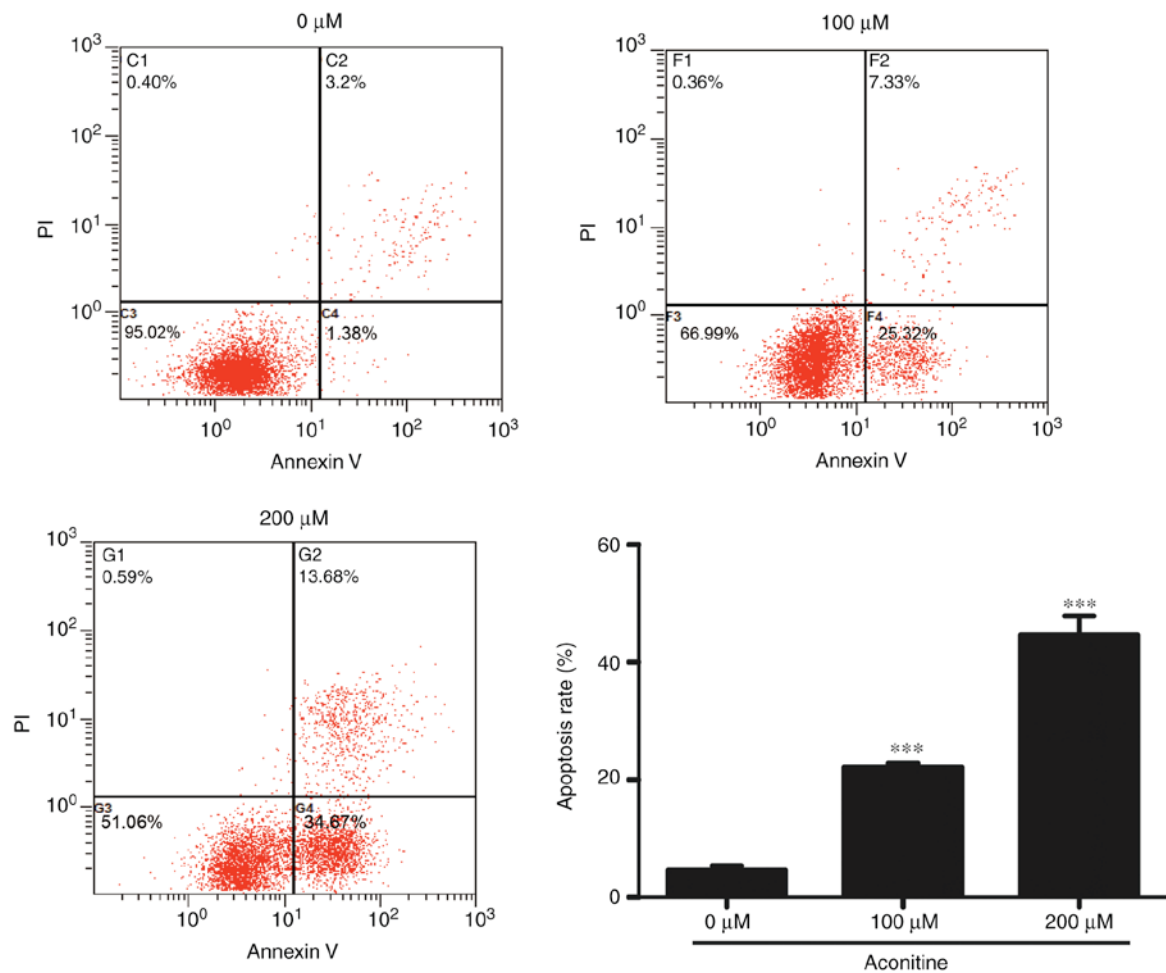 0 μM
10³
C1
0.40%
C2
3.2%
10²
10¹
PI
10⁰
C3
95.02%
C4
1.38%
10⁰ 10¹ 10² 10³
Annexin V
100 μM
10³
F1
0.36%
F2
7.33%
10²
10¹
PI
10⁰
F3
66.99%
F4
25.32%
10⁰ 10¹ 10² 10³
Annexin V
200 μM
10³
G1
0.59%
G2
13.68%
10²
10¹
PI
10⁰
G3
51.06%
G4
34.67%
10⁰ 10¹ 10² 10³
Annexin V
60
40
20
0
Apoptosis rate (%)
***
***
0 μM 100 μM 200 μM
Aconitine